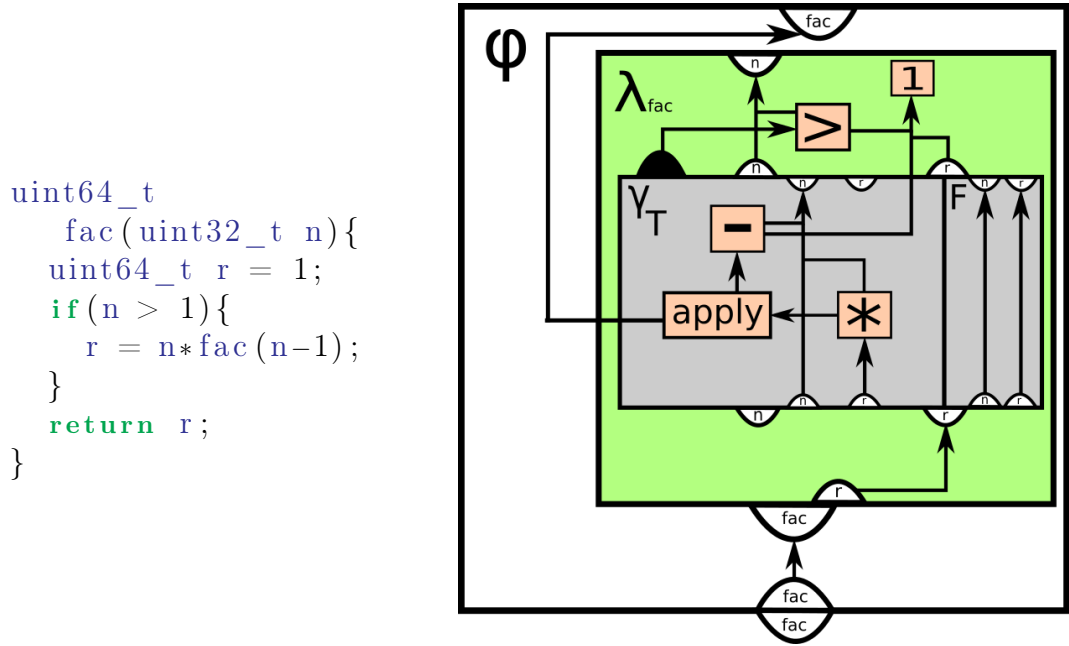 uint64_t
fac(uint32_t n){
uint64_t r = 1;
if(n > 1){
r = n*fac(n-1);
}
return r;
}
fac
φ
n
1
λfac
>
n
r
γT
n
r
F
n
r
-
apply
*
n
r
n
r
n
r
r
fac
fac
fac